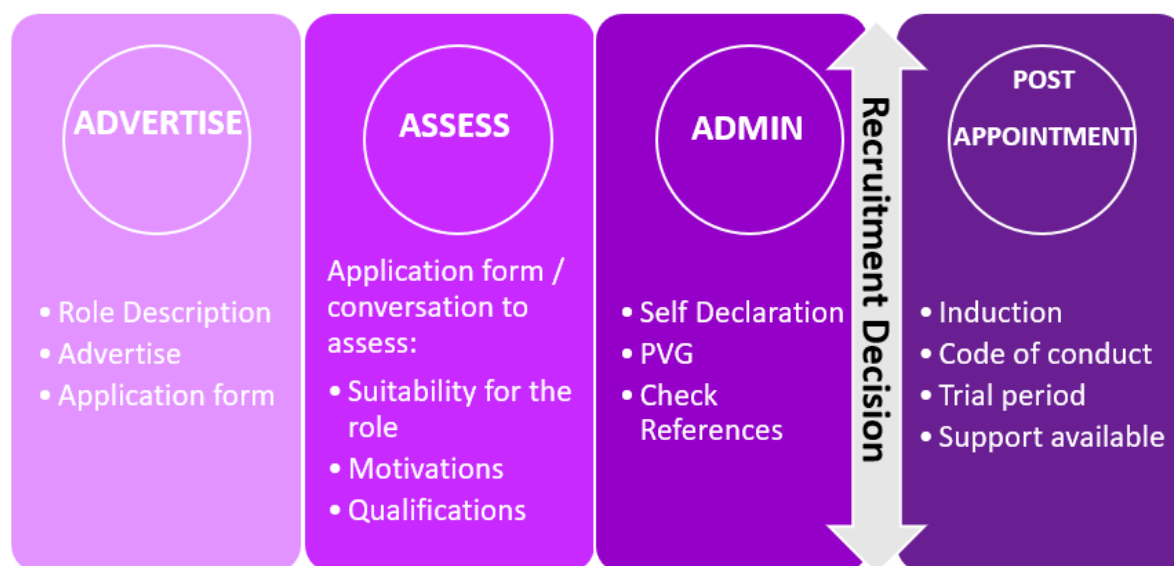 ADVERTISE
• Role Description
• Advertise
• Application form
ASSESS
Application form /
conversation to
assess:
• Suitability for the
role
• Motivations
• Qualifications
ADMIN
• Self Declaration
• PVG
• Check
References
Recruitment Decision
POST
APPOINTMENT
• Induction
• Code of conduct
• Trial period
• Support available